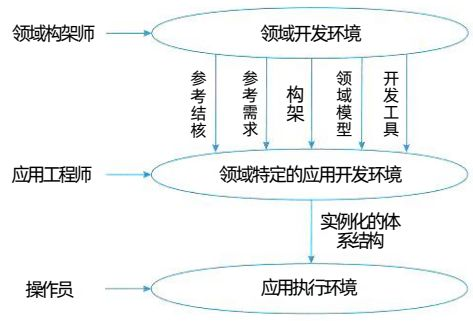 领域构架师
领域开发环境
参考结核
参考需求
构架
领域模型
开发工具
应用工程师
领域特定的应用开发环境
实例化的体
系结构
操作员
应用执行环境